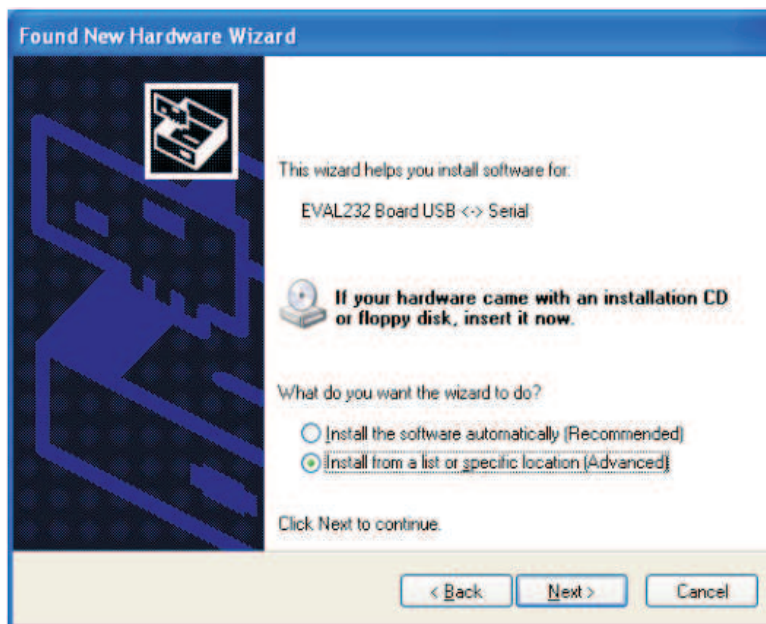 Found New Hardware Wizard
This wizard helps you install software for:
EVAL232 Board USB <-> Serial
If your hardware came with an installation CD
or floppy disk, insert it now.
What do you want the wizard to do?
Install the software automatically (Recommended)
Install from a list or specific location (Advanced)
Click Next to continue.
< Back Next > Cancel